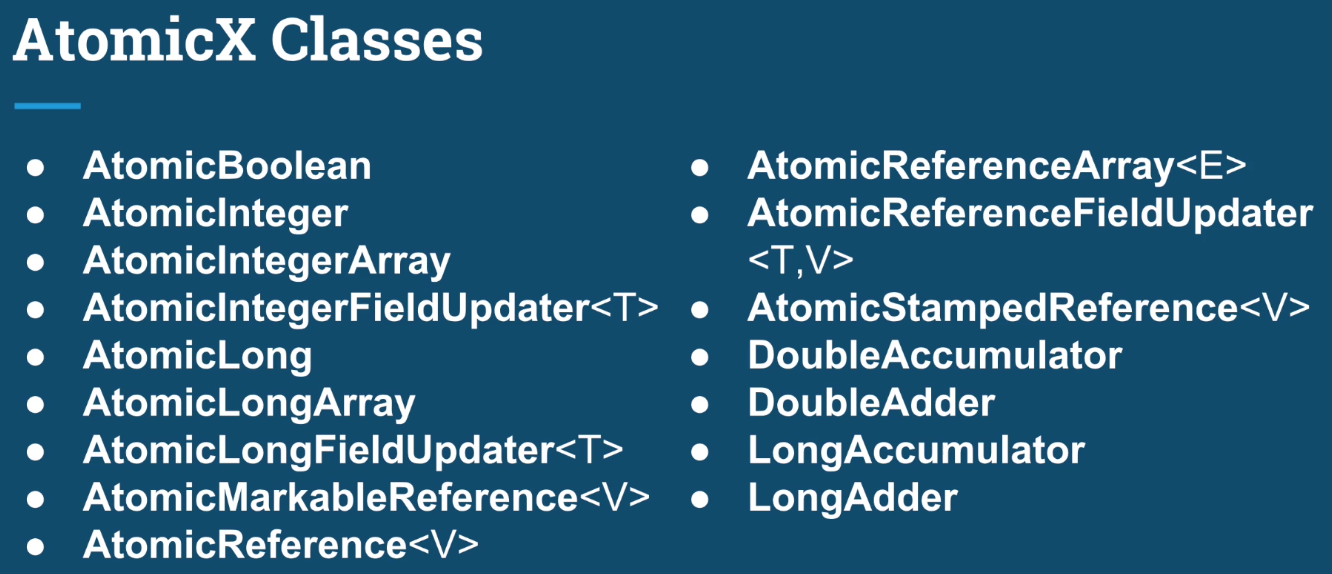 AtomicX Classes
● AtomicBoolean
● AtomicInteger
● AtomicIntegerArray
● AtomicIntegerFieldUpdater<T>
● AtomicLong
● AtomicLongArray
● AtomicLongFieldUpdater<T>
● AtomicMarkableReference<V>
● AtomicReference<V>
● AtomicReferenceArray<E>
● AtomicReferenceFieldUpdater
<T,V>
● AtomicStampedReference<V>
● DoubleAccumulator
● DoubleAdder
● LongAccumulator
● LongAdder